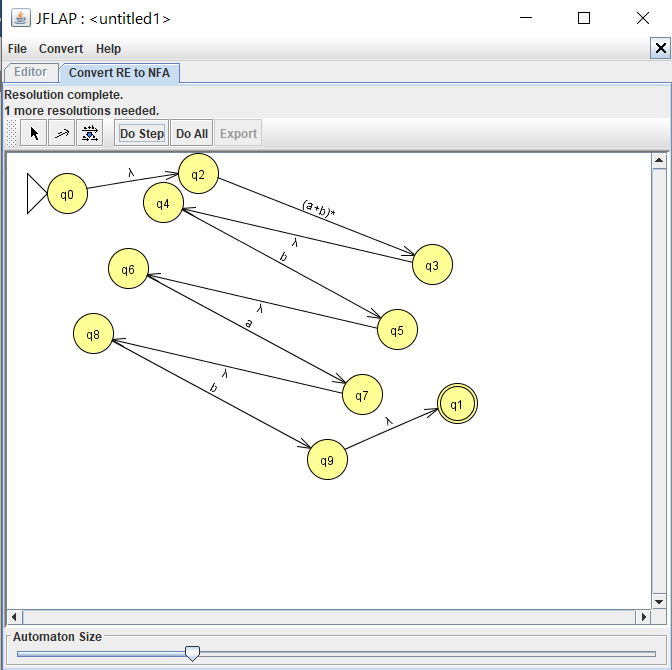 JFLAP : <untitled1>
File Convert Help
Editor Convert RE to NFA
Resolution complete.
1 more resolutions needed.
Do Step Do All Export
q0
λ
q2
q4
(a+b)*
q3
λ
b
q6
λ
q5
a
q8
λ
q7
b
λ
q1
q9
Automaton Size